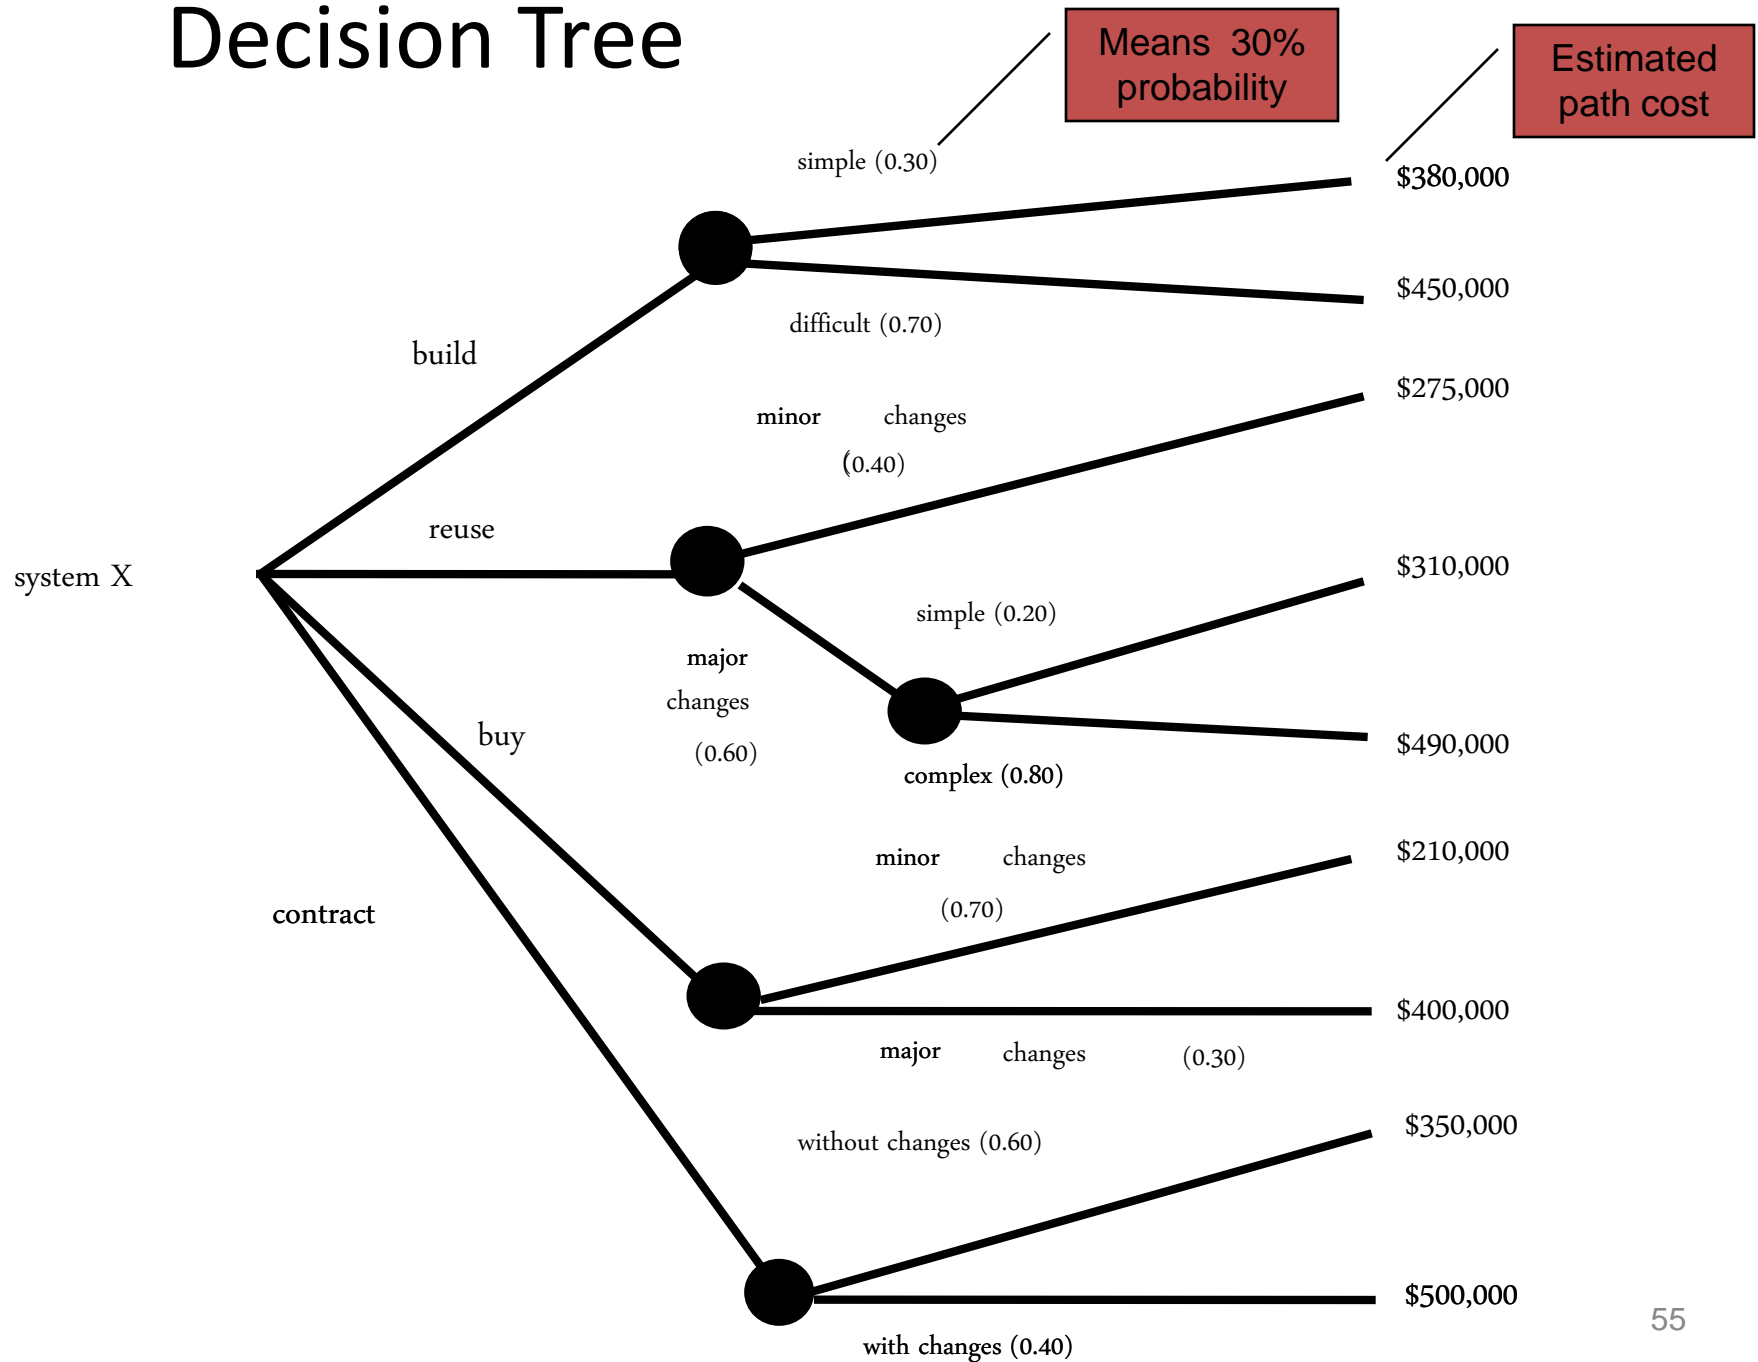 Decision Tree
Means 30%
probability
Estimated
path cost
simple (0.30)
$380,000
$450,000
difficult (0.70)
build
$275,000
minor changes
(0.40)
reuse
system X
$310,000
simple (0.20)
major
changes
(0.60)
buy
$490,000
complex (0.80)
$210,000
minor changes
(0.70)
contract
$400,000
major changes (0.30)
$350,000
without changes (0.60)
$500,000
with changes (0.40)
55